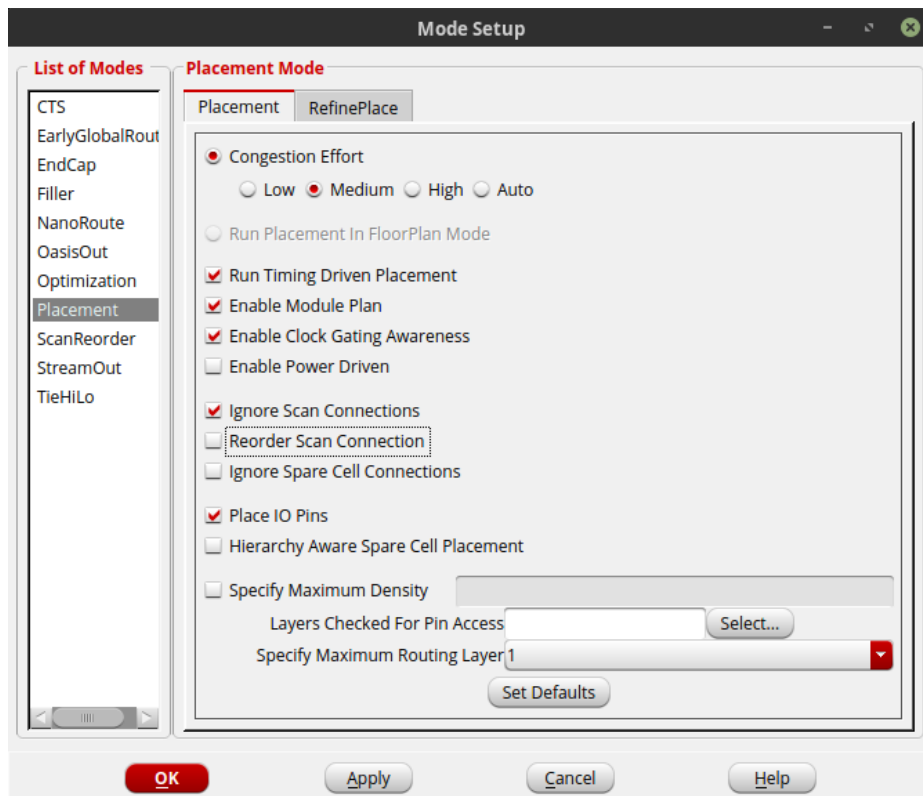 Mode Setup
List of Modes
Placement Mode
CTS
EarlyGlobalRout
EndCap
Filler
NanoRoute
OasisOut
Optimization
Placement
ScanReorder
StreamOut
TieHiLo
Placement
RefinePlace
Congestion Effort
Low Medium High Auto
Run Placement In FloorPlan Mode
Run Timing Driven Placement
Enable Module Plan
Enable Clock Gating Awareness
Enable Power Driven
Ignore Scan Connections
Reorder Scan Connection
Ignore Spare Cell Connections
Place IO Pins
Hierarchy Aware Spare Cell Placement
Specify Maximum Density
Layers Checked For Pin Access Select...
Specify Maximum Routing Layer 1
Set Defaults
OK Apply Cancel Help